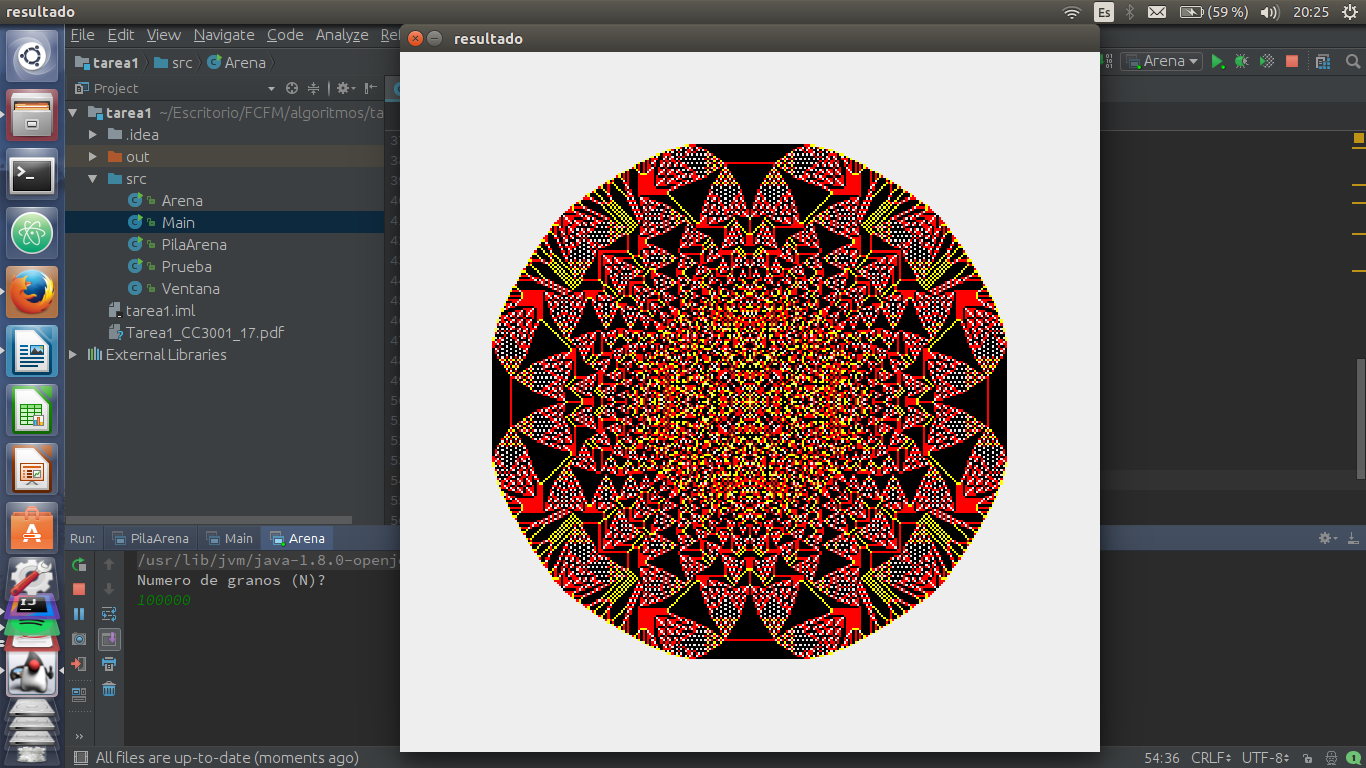 resultado
Es
(59 %)
20:25
File Edit View Navigate Code Analyze Re
resultado
tarea1 src Arena
Arena
Project
tarea1 ~/Escritorio/FCFM/algoritmos/ta
.idea
out
src
Arena
Main
PilaArena
Prueba
Ventana
tarea1.iml
Tarea1_CC3001_17.pdf
External Libraries
Run: PilaArena Main Arena
/usr/lib/jvm/java-1.8.0-openj
Numero de granos (N)?
100000
All files are up-to-date (moments ago)
54:36 CRLF UTF-8